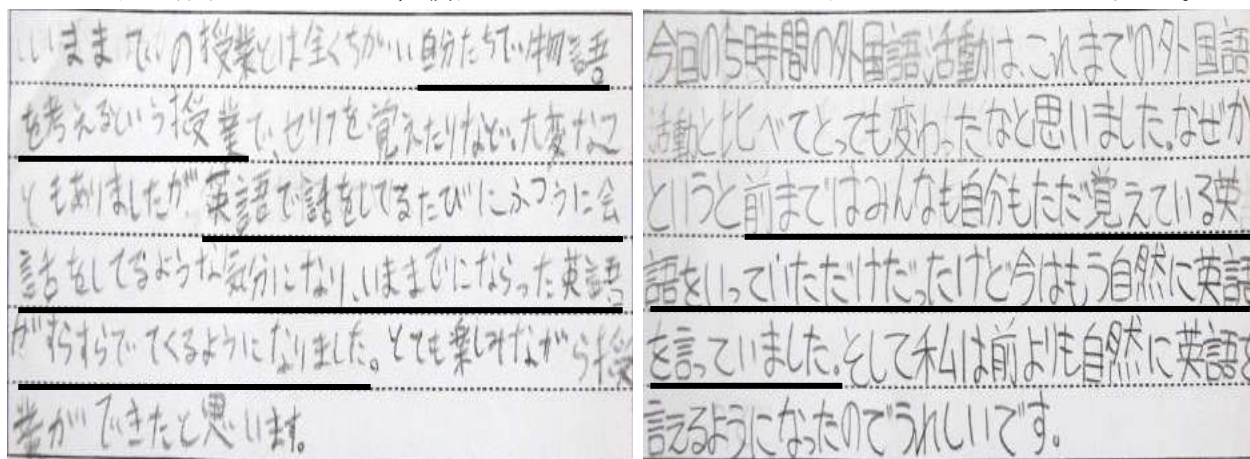 いままでの授業とは全くちがい自分たちで物語
を考えるという授業で、セリフを覚えたりなど、大変なこ
ともありましたが、英語で話をしてるたびにふつうに会
話をしてるような気分になり、いままでにならった英語
がすらすらでてくるようになりました。とても楽しみながら授
業ができたと思います。
今回の5時間の外国語活動は、これまでの外国語
活動と比べてとっても変わったなと思いました。なぜか
というと前まではみんなも自分もただ覚えている英
語をいっていただけだったけど今はもう自然に英語
を言っていました。そして私は前よりも自然に英語で
言えるようになったのでうれしいです。